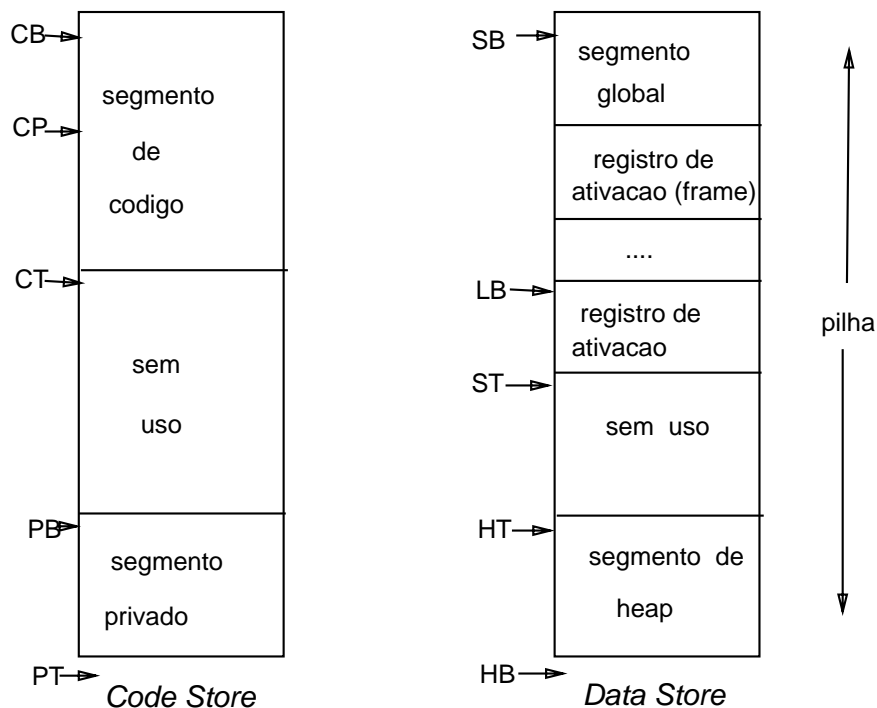 CB
segmento
CP
de
codigo
CT
sem
uso
PB
segmento
privado
PT
Code Store
SB
segmento
global
registro de
ativacao (frame)
....
LB
registro de
ativacao
ST
sem uso
HT
segmento de
heap
HB
Data Store
pilha